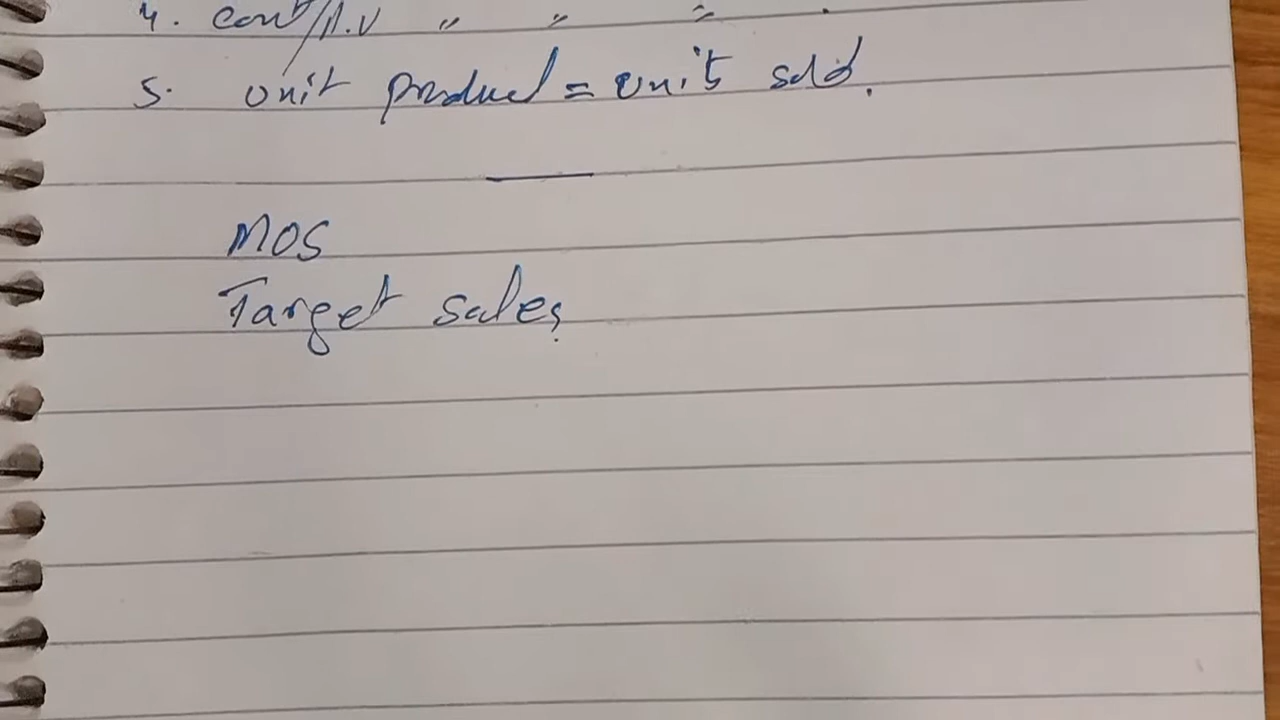 4. cont/A.V " " "
5. unit product = unit sold.
MOS
Target sales